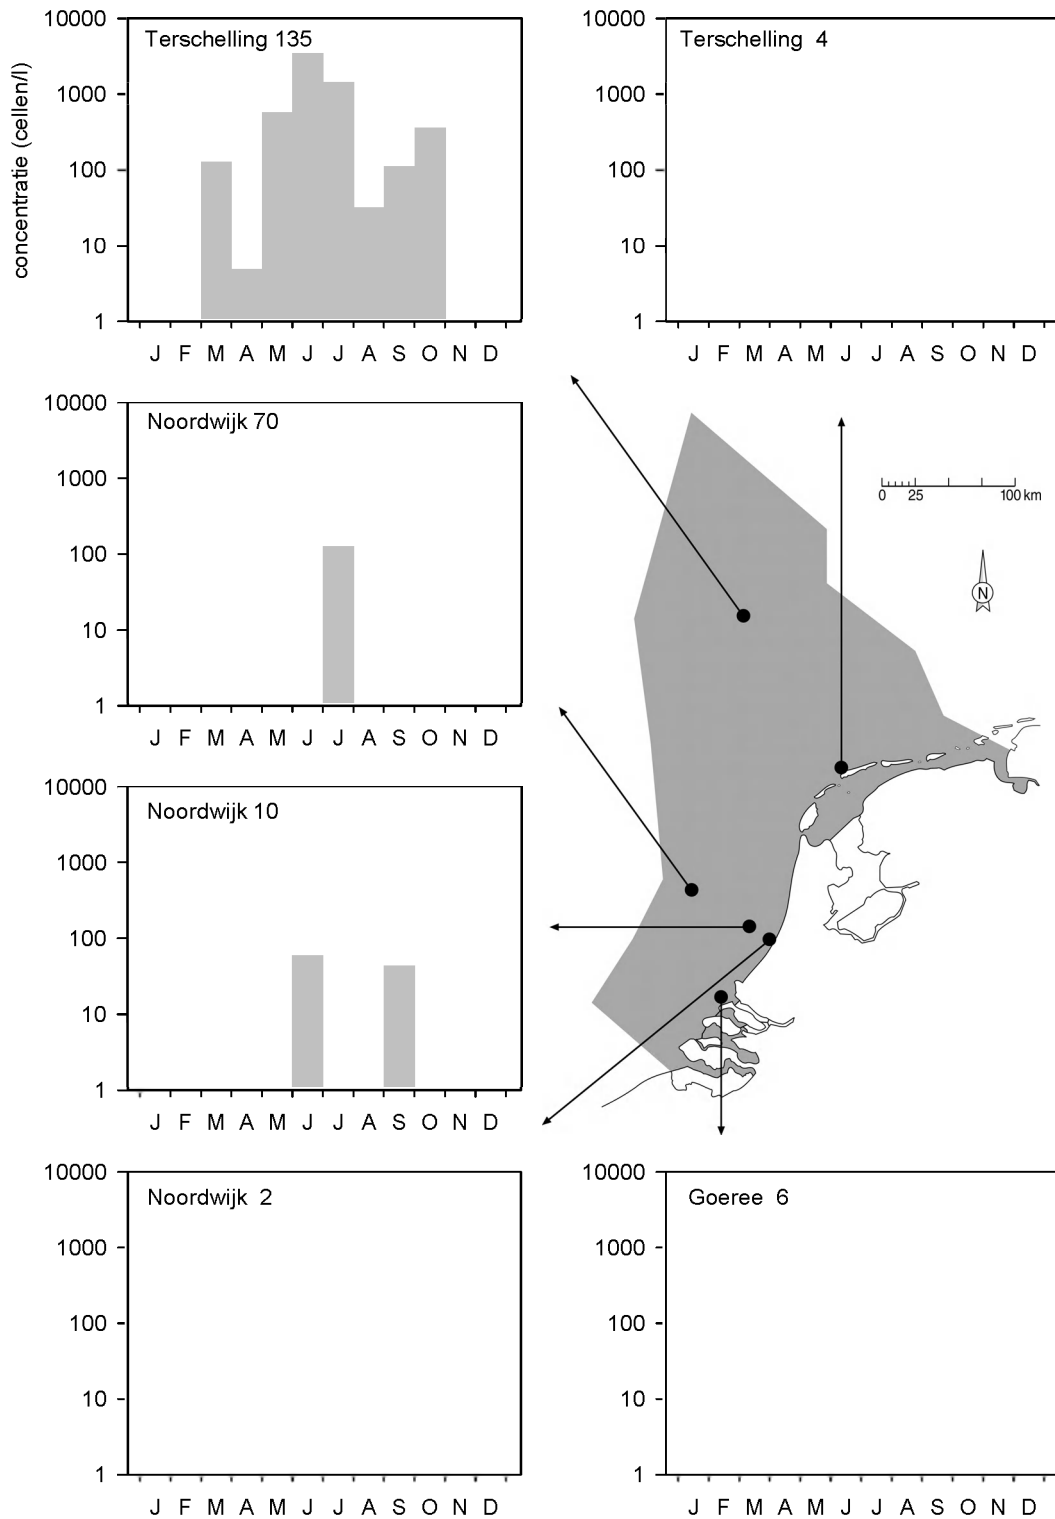 Terschelling 135
concentratie (cellen/l)
10000
1000
100
10
1
J F M A M J J A S O N D
Terschelling 4
10000
1000
100
10
1
J F M A M J J A S O N D
Noordwijk 70
10000
1000
100
10
1
J F M A M J J A S O N D
0 25 100 km
N
Noordwijk 10
10000
1000
100
10
1
J F M A M J J A S O N D
Noordwijk 2
10000
1000
100
10
1
J F M A M J J A S O N D
Goeree 6
10000
1000
100
10
1
J F M A M J J A S O N D